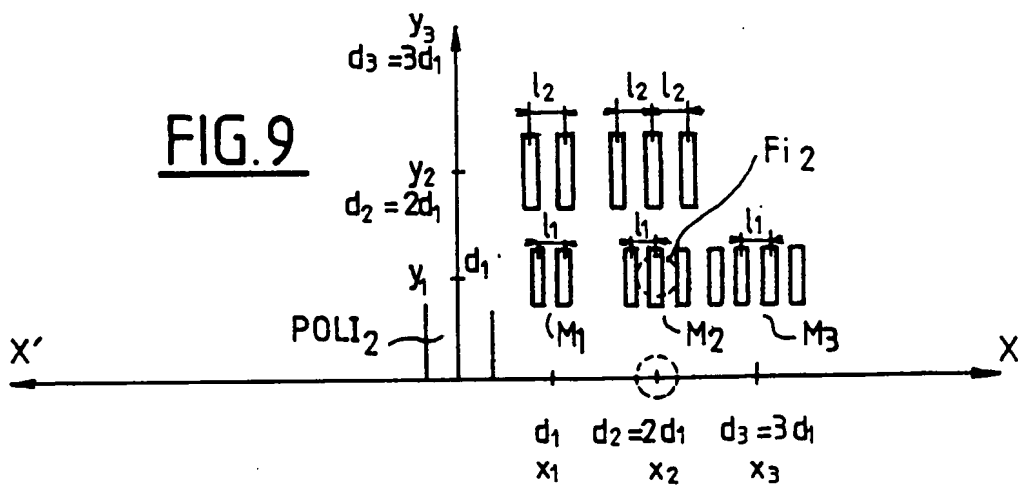 y₃
d₃ =3d₁
l₂ l₂ l₂
FIG.9
Fi₂
y₂
d₂ =2d₁
l₁ l₁ l₁
d₁
y₁
POLI₂
M₁ M₂ M₃
X′ X
d₁ d₂=2d₁ d₃=3d₁
x₁ x₂ x₃